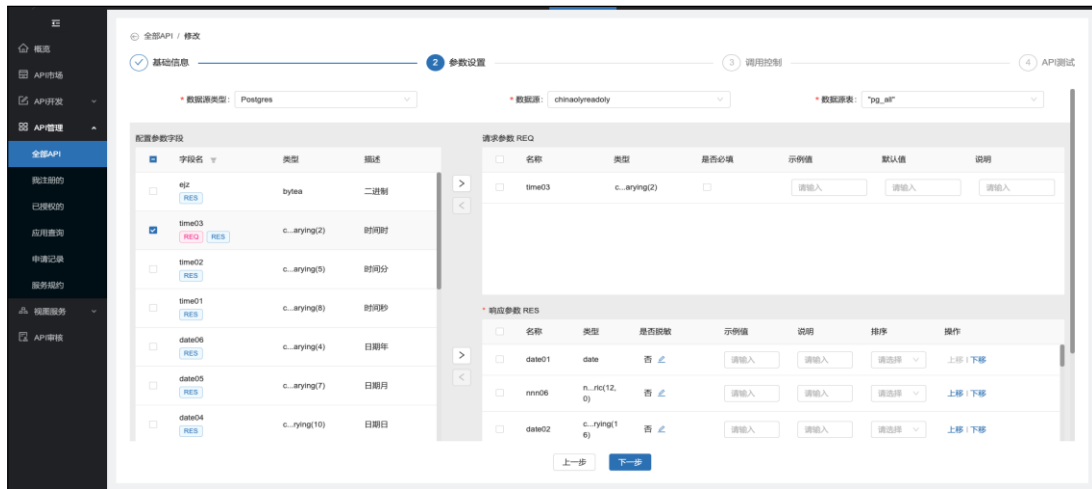 全部API / 修改
概览
API市场
API开发
API管理
全部API
我注册的
已授权的
应用查询
申请记录
服务规约
视图服务
API审核
基础信息
2 参数设置
3 调用控制
4 API测试
* 数据源类型: Postgres
* 数据源: chinaolyreadoly
* 数据源表: "pg_all"
配置参数字段
字段名 类型 描述
ejz bytea 二进制
RES
time03 c...arying(2) 时间时
REQ RES
time02 c...arying(5) 时间分
RES
time01 c...arying(8) 时间秒
RES
date06 c...arying(4) 日期年
RES
date05 c...arying(7) 日期月
RES
date04 c...rying(10) 日期日
RES
请求参数 REQ
名称 类型 是否必填 示例值 默认值 说明
time03 c...arying(2) 请输入 请输入 请输入
* 响应参数 RES
名称 类型 是否脱敏 示例值 说明 排序 操作
date01 date 否 请输入 请输入 请选择 上移 | 下移
nnn06 n...ric(12,0) 否 请输入 请输入 请选择 上移 | 下移
date02 c...rying(16) 否 请输入 请输入 请选择 上移 | 下移
上一步 下一步